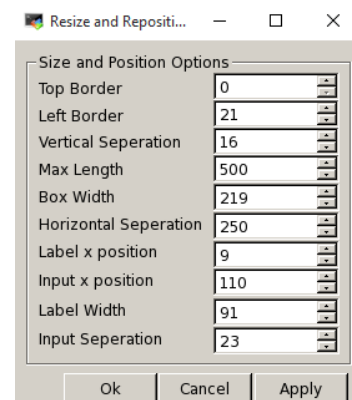 Resize and Repositi...
Size and Position Options
Top Border 0
Left Border 21
Vertical Seperation 16
Max Length 500
Box Width 219
Horizontal Seperation 250
Label x position 9
Input x position 110
Label Width 91
Input Seperation 23
Ok Cancel Apply